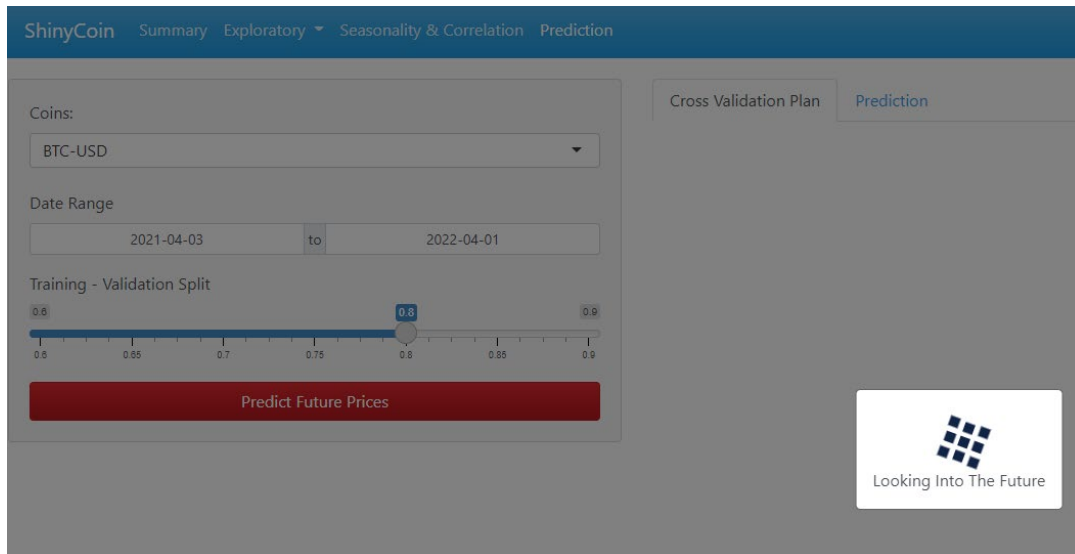 ShinyCoin Summary Exploratory Seasonality & Correlation Prediction
Coins:
BTC-USD
Date Range
2021-04-03 to 2022-04-01
Training - Validation Split
0.6 0.8 0.9
0.6 0.65 0.7 0.75 0.8 0.85 0.9
Predict Future Prices
Cross Validation Plan Prediction
Looking Into The Future